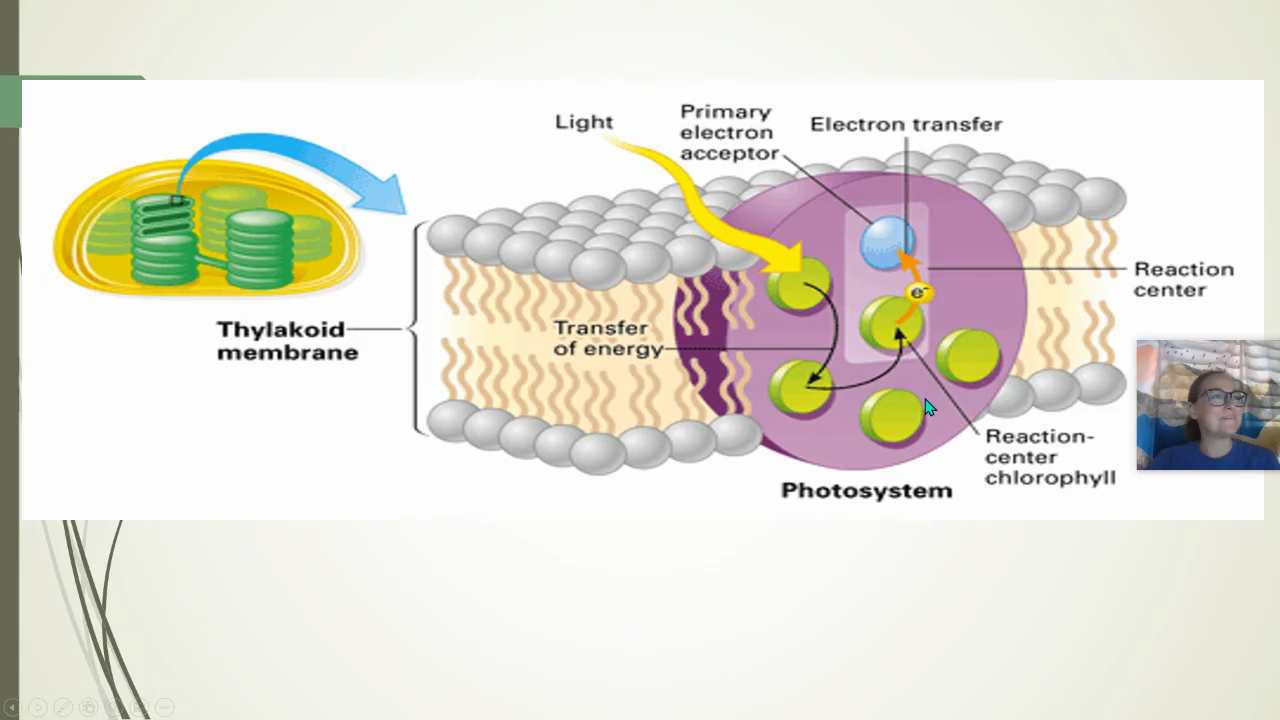 Light
Primary
electron
acceptor
Electron transfer
Reaction
center
Thylakoid
membrane
Transfer
of energy
e⁻
Reaction-
center
chlorophyll
Photosystem